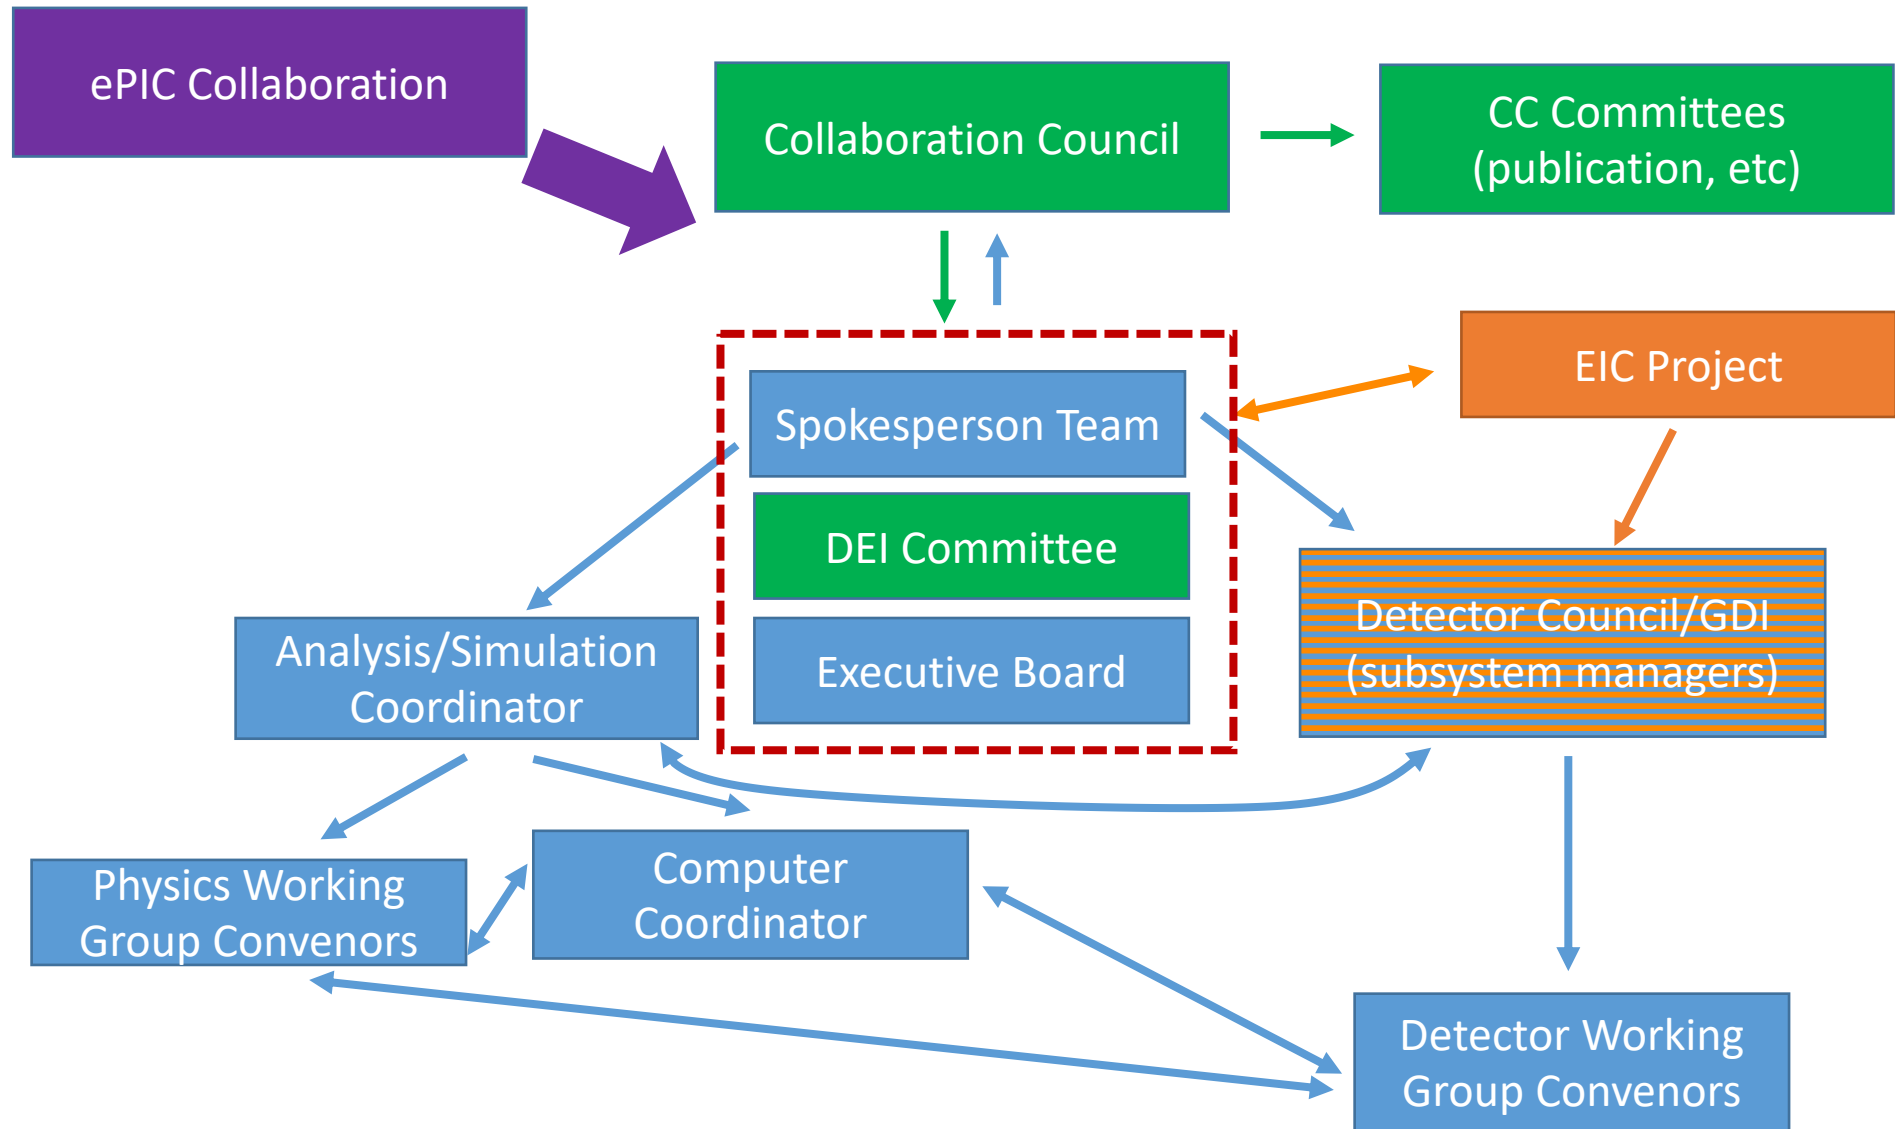 ePIC Collaboration
Collaboration Council
CC Committees
(publication, etc)
EIC Project
Spokesperson Team
DEI Committee
Executive Board
Analysis/Simulation
Coordinator
Detector Council/GDI
(subsystem managers)
Physics Working
Group Convenors
Computer
Coordinator
Detector Working
Group Convenors